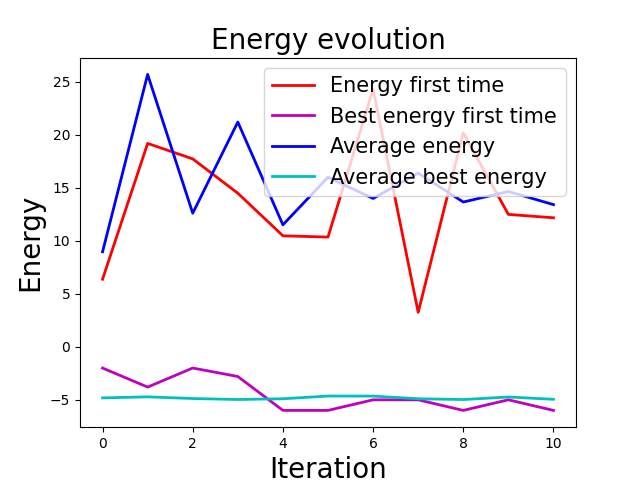 Energy evolution
Energy first time
Best energy first time
Average energy
Average best energy
Energy
25
20
15
10
5
0
−5
0 2 4 6 8 10
Iteration